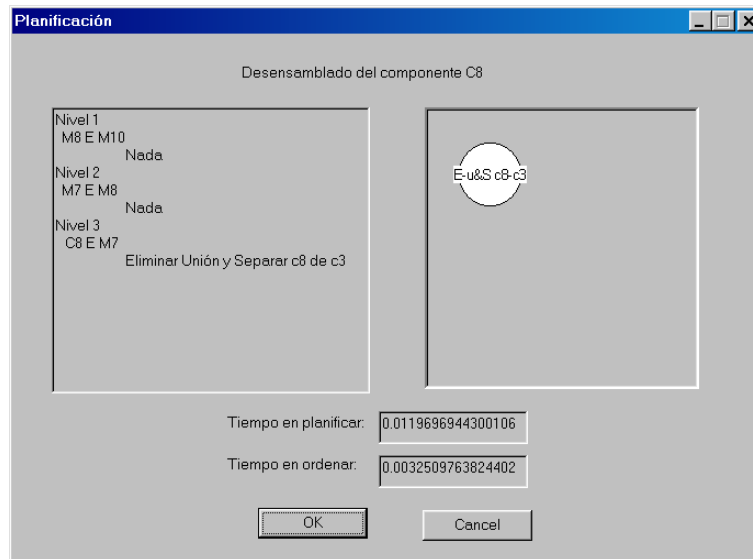 Planificación
Desensamblado del componente C8
Nivel 1
M8 E M10
Nada
Nivel 2
M7 E M8
Nada
Nivel 3
C8 E M7
Eliminar Unión y Separar c8 de c3
E-u&S c8-c3
Tiempo en planificar:
0.0119696944300106
Tiempo en ordenar:
0.0032509763824402
OK
Cancel